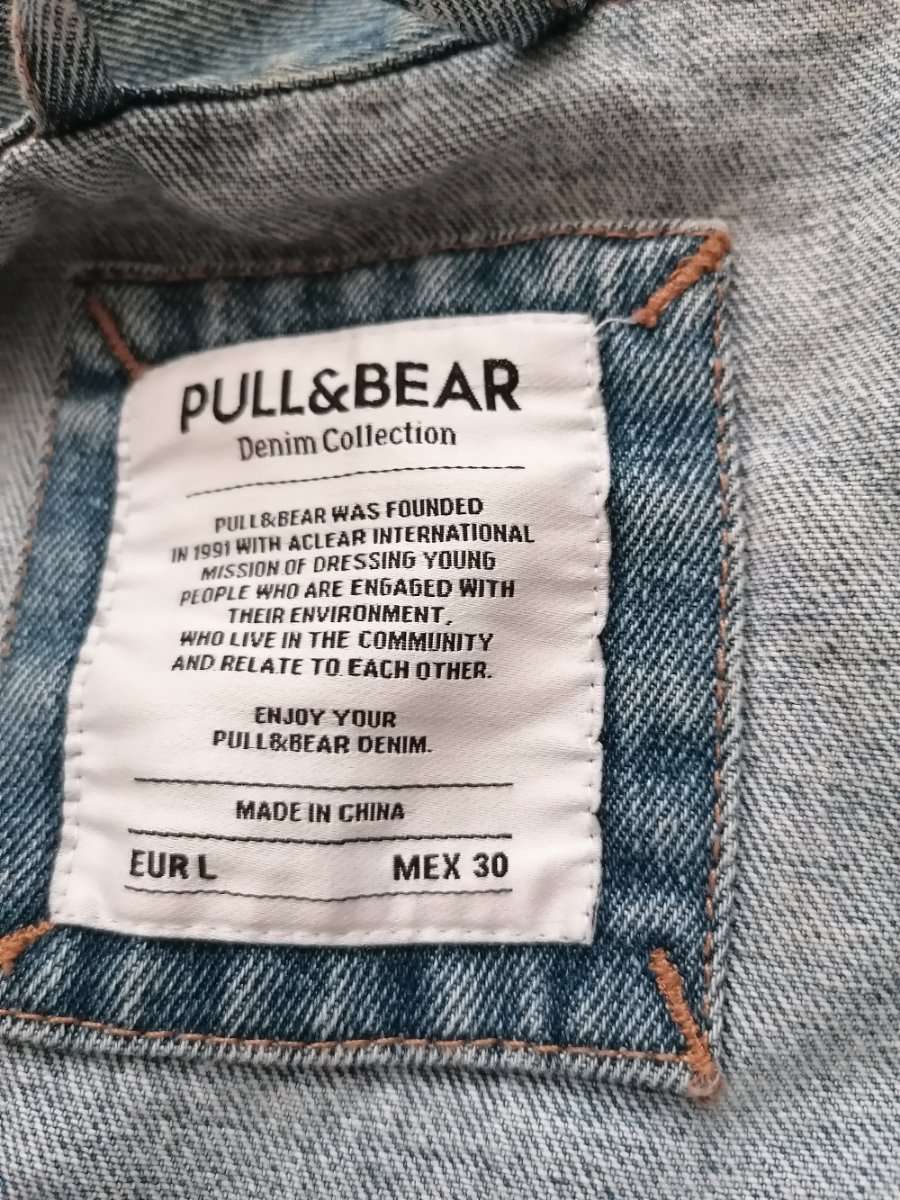 PULL&BEAR
Denim Collection
PULL&BEAR WAS FOUNDED
IN 1991 WITH ACLEAR INTERNATIONAL
MISSION OF DRESSING YOUNG
PEOPLE WHO ARE ENGAGED WITH
THEIR ENVIRONMENT,
WHO LIVE IN THE COMMUNITY
AND RELATE TO EACH OTHER.
ENJOY YOUR
PULL&BEAR DENIM.
MADE IN CHINA
EUR L MEX 30